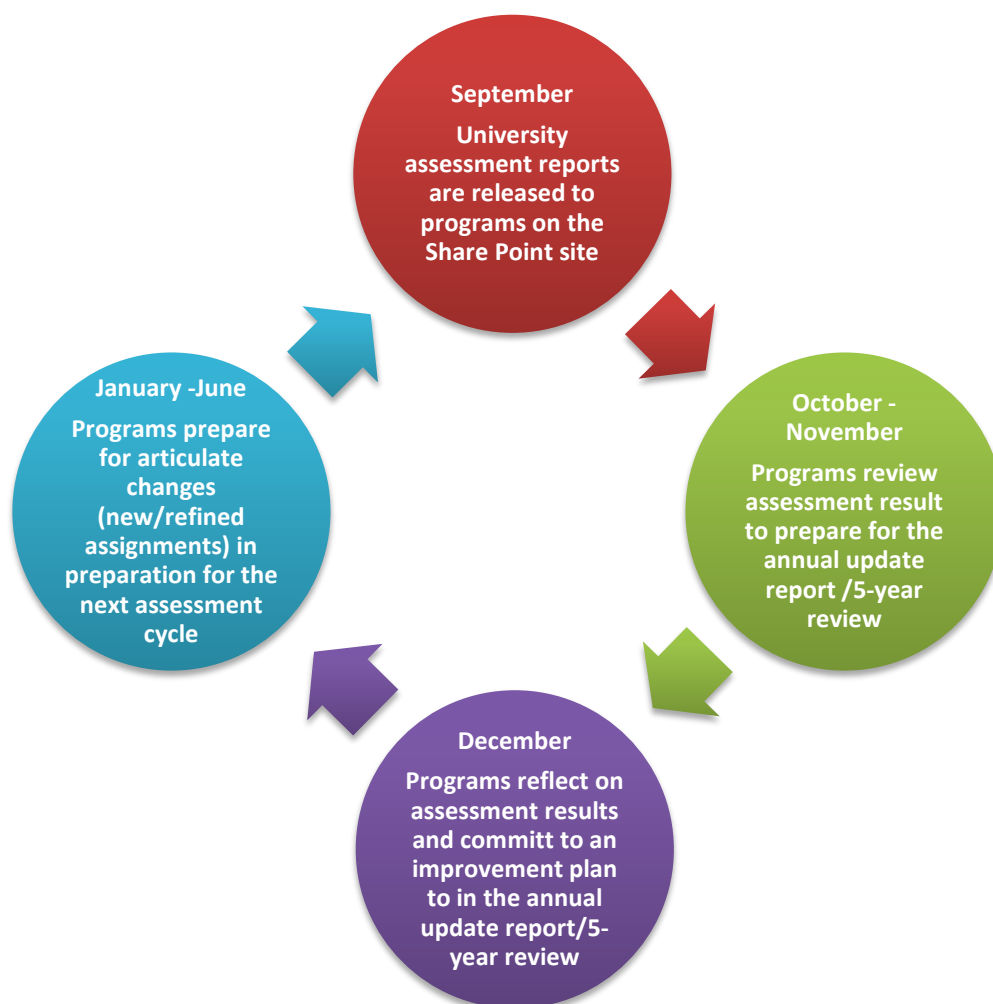 September
University
assessment reports
are released to
programs on the
Share Point site
October -
November
Programs review
assessment result
to prepare for the
annual update
report /5-year
review
December
Programs reflect on
assessment results
and committ to an
improvement plan
to in the annual
update report/5-
year review
January -June
Programs prepare
for articulate
changes
(new/refined
assignments) in
preparation for the
next assessment
cycle